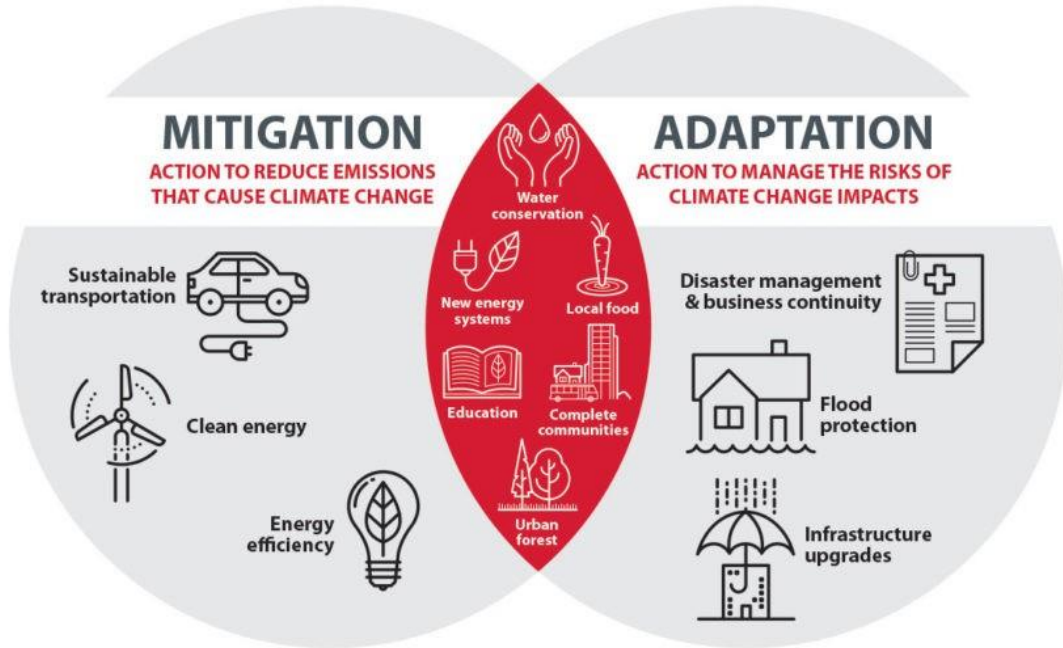 MITIGATION
ACTION TO REDUCE EMISSIONS
THAT CAUSE CLIMATE CHANGE
Sustainable
transportation
Clean energy
Energy
efficiency
Water
conservation
New energy
systems
Local food
Education
Complete
communities
Urban
forest
ADAPTATION
ACTION TO MANAGE THE RISKS OF
CLIMATE CHANGE IMPACTS
Disaster management
& business continuity
Flood
protection
Infrastructure
upgrades